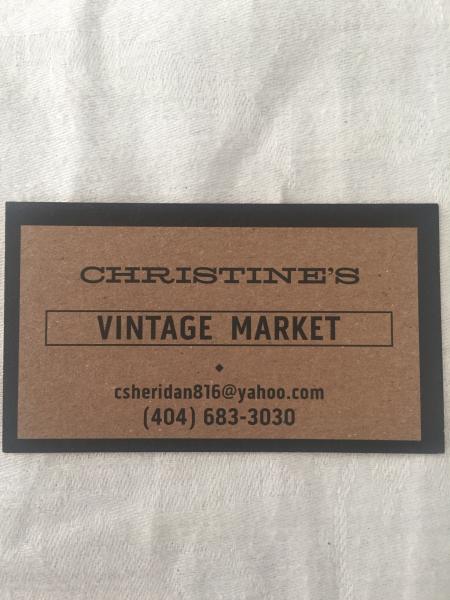 CHRISTINE'S
VINTAGE MARKET
csheridan816@yahoo.com
(404) 683-3030